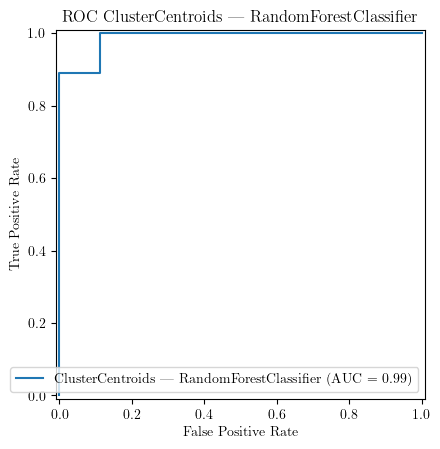 ROC ClusterCentroids — RandomForestClassifier
1.0
0.8
0.6
0.4
0.2
0.0
True Positive Rate
ClusterCentroids — RandomForestClassifier (AUC = 0.99)
0.0 0.2 0.4 0.6 0.8 1.0
False Positive Rate